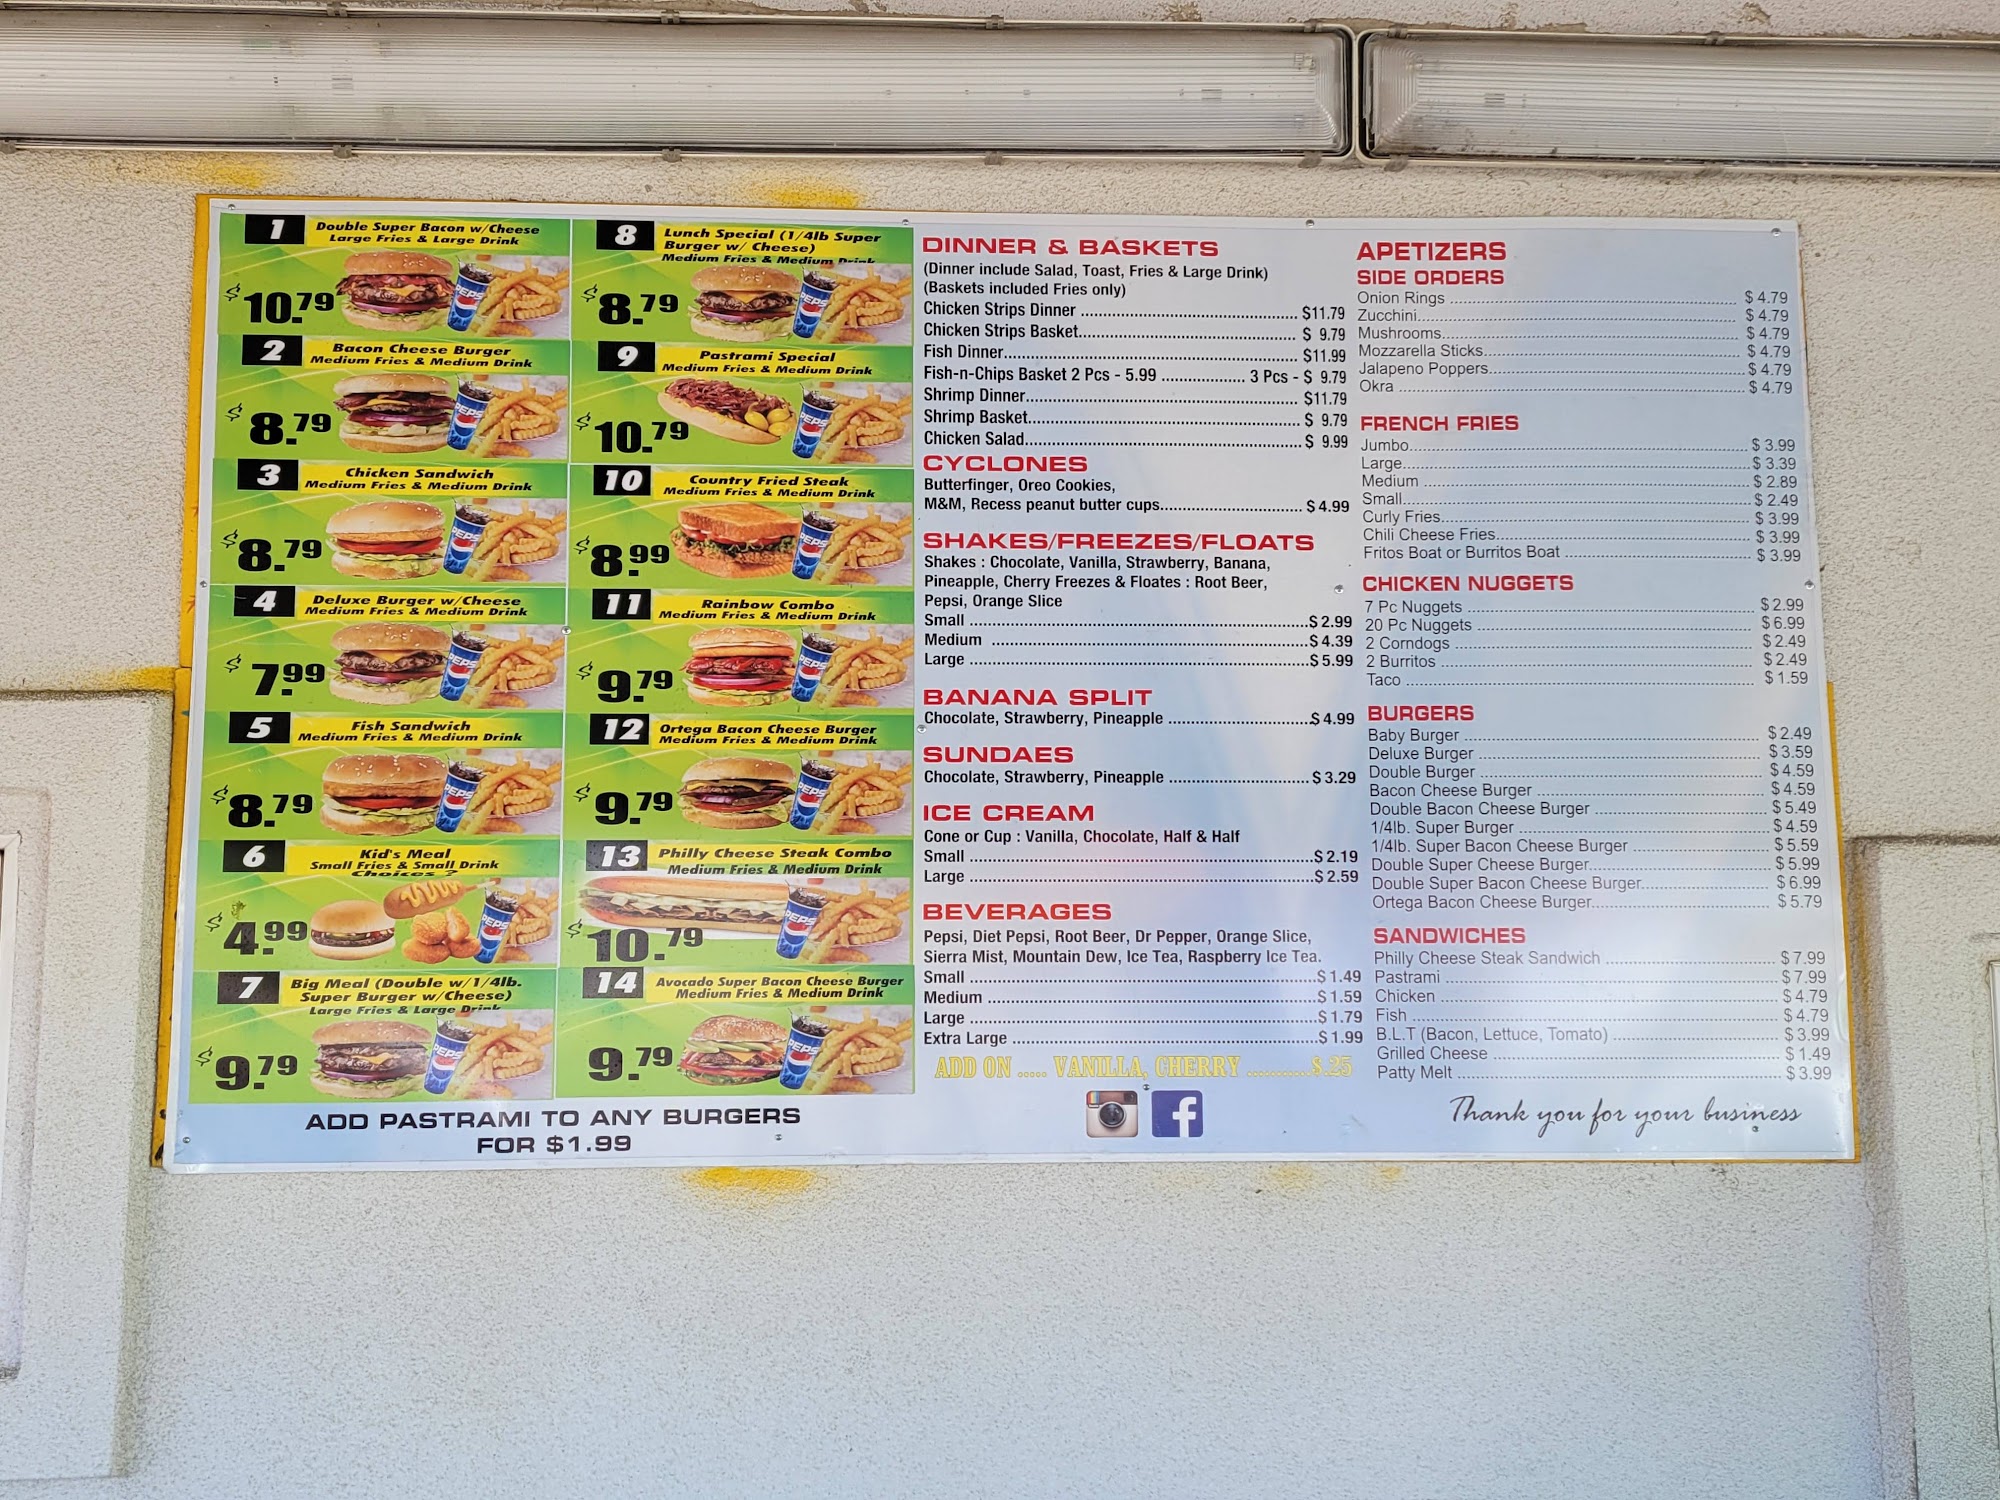 1
Double Super Bacon w/Cheese
Large Fries & Large Drink
$10.79
2
Bacon Cheese Burger
Medium Fries & Medium Drink
$8.79
3
Chicken Sandwich
Medium Fries & Medium Drink
$8.79
4
Deluxe Burger w/Cheese
Medium Fries & Medium Drink
$7.99
5
Fish Sandwich
Medium Fries & Medium Drink
$8.79
6
Kid's Meal
Small Fries & Small Drink
Choices ?
$4.99
7
Big Meal (Double w/1/4lb.
Super Burger w/Cheese)
Large Fries & Large Drink
$9.79
8
Lunch Special (1/4lb Super
Burger w/ Cheese)
Medium Fries & Medium Drink
$8.79
9
Pastrami Special
Medium Fries & Medium Drink
$10.79
10
Country Fried Steak
Medium Fries & Medium Drink
$8.99
11
Rainbow Combo
Medium Fries & Medium Drink
$9.79
12
Ortega Bacon Cheese Burger
Medium Fries & Medium Drink
$9.79
13
Philly Cheese Steak Combo
Medium Fries & Medium Drink
$10.79
14
Avocado Super Bacon Cheese Burger
Medium Fries & Medium Drink
$9.79
ADD PASTRAMI TO ANY BURGERS
FOR $1.99
DINNER & BASKETS
(Dinner include Salad, Toast, Fries & Large Drink)
(Baskets included Fries only)
Chicken Strips Dinner $11.79
Chicken Strips Basket $ 9.79
Fish Dinner $11.99
Fish-n-Chips Basket 2 Pcs - 5.99 3 Pcs - $ 9.79
Shrimp Dinner $11.79
Shrimp Basket $ 9.79
Chicken Salad $ 9.99
CYCLONES
Butterfinger, Oreo Cookies,
M&M, Recess peanut butter cups $ 4.99
SHAKES/FREEZES/FLOATS
Shakes : Chocolate, Vanilla, Strawberry, Banana,
Pineapple, Cherry Freezes & Floates : Root Beer,
Pepsi, Orange Slice
Small $ 2.99
Medium $ 4.39
Large $ 5.99
BANANA SPLIT
Chocolate, Strawberry, Pineapple $ 4.99
SUNDAES
Chocolate, Strawberry, Pineapple $ 3.29
ICE CREAM
Cone or Cup : Vanilla, Chocolate, Half & Half
Small $ 2.19
Large $ 2.59
BEVERAGES
Pepsi, Diet Pepsi, Root Beer, Dr Pepper, Orange Slice,
Sierra Mist, Mountain Dew, Ice Tea, Raspberry Ice Tea.
Small $ 1.49
Medium $ 1.59
Large $ 1.79
Extra Large $ 1.99
ADD ON ..... VANILLA, CHERRY ...........$.25
APETIZERS
SIDE ORDERS
Onion Rings $ 4.79
Zucchini $ 4.79
Mushrooms $ 4.79
Mozzarella Sticks $ 4.79
Jalapeno Poppers $ 4.79
Okra $ 4.79
FRENCH FRIES
Jumbo $ 3.99
Large $ 3.39
Medium $ 2.89
Small $ 2.49
Curly Fries $ 3.99
Chili Cheese Fries $ 3.99
Fritos Boat or Burritos Boat $ 3.99
CHICKEN NUGGETS
7 Pc Nuggets $ 2.99
20 Pc Nuggets $ 6.99
2 Corndogs $ 2.49
2 Burritos $ 2.49
Taco $ 1.59
BURGERS
Baby Burger $ 2.49
Deluxe Burger $ 3.59
Double Burger $ 4.59
Bacon Cheese Burger $ 4.59
Double Bacon Cheese Burger $ 5.49
1/4lb. Super Burger $ 4.59
1/4lb. Super Bacon Cheese Burger $ 5.59
Double Super Cheese Burger $ 5.99
Double Super Bacon Cheese Burger $ 6.99
Ortega Bacon Cheese Burger $ 5.79
SANDWICHES
Philly Cheese Steak Sandwich $ 7.99
Pastrami $ 7.99
Chicken $ 4.79
Fish $ 4.79
B.L.T (Bacon, Lettuce, Tomato) $ 3.99
Grilled Cheese $ 1.49
Patty Melt $ 3.99
Thank you for your business